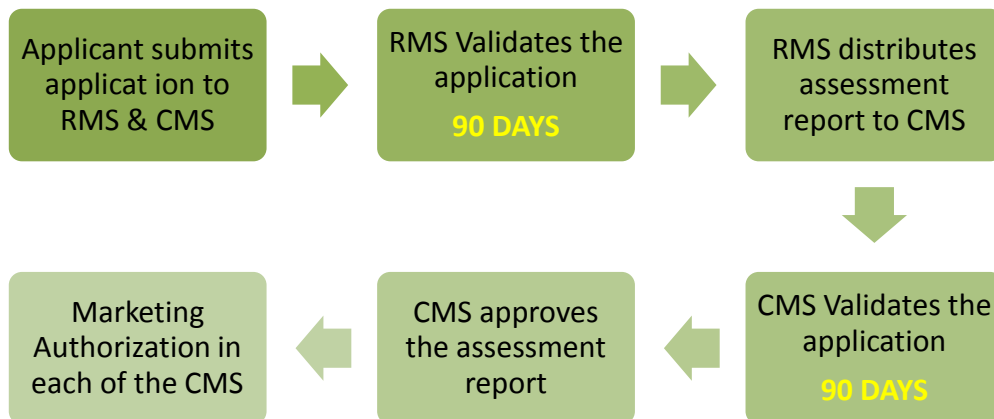 Applicant submits
applicat ion to
RMS & CMS
RMS Validates the
application
90 DAYS
RMS distributes
assessment
report to CMS
CMS Validates the
application
90 DAYS
CMS approves
the assessment
report
Marketing
Authorization in
each of the CMS